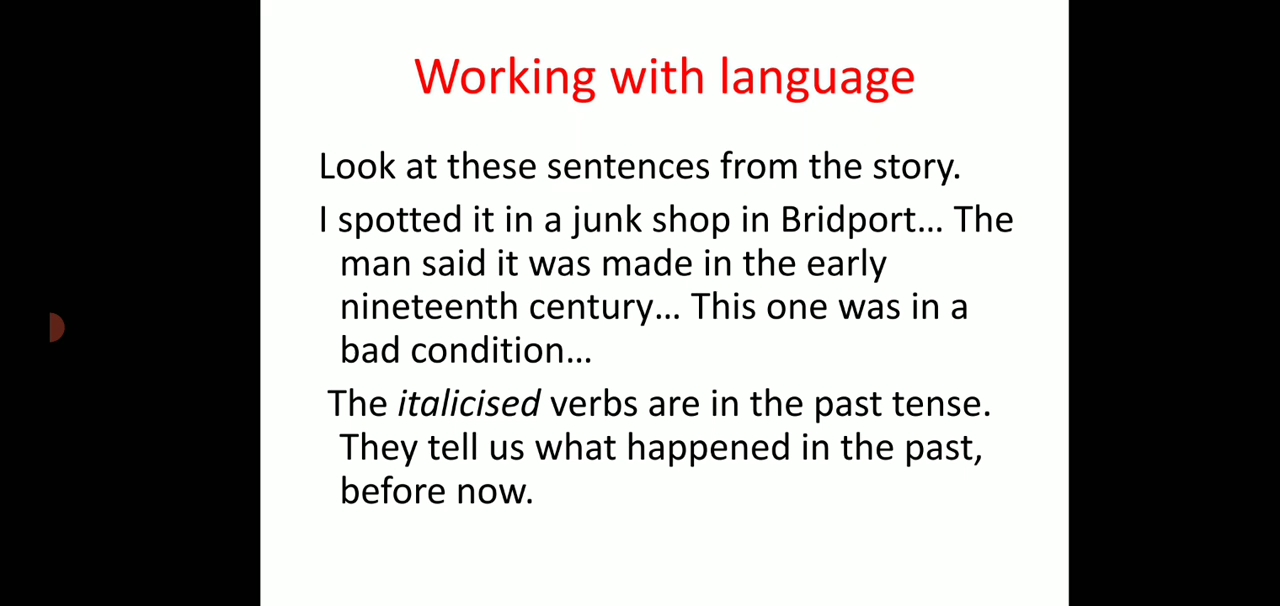 Working with language
Look at these sentences from the story.
I spotted it in a junk shop in Bridport... The
man said it was made in the early
nineteenth century... This one was in a
bad condition...
The italicised verbs are in the past tense.
They tell us what happened in the past,
before now.